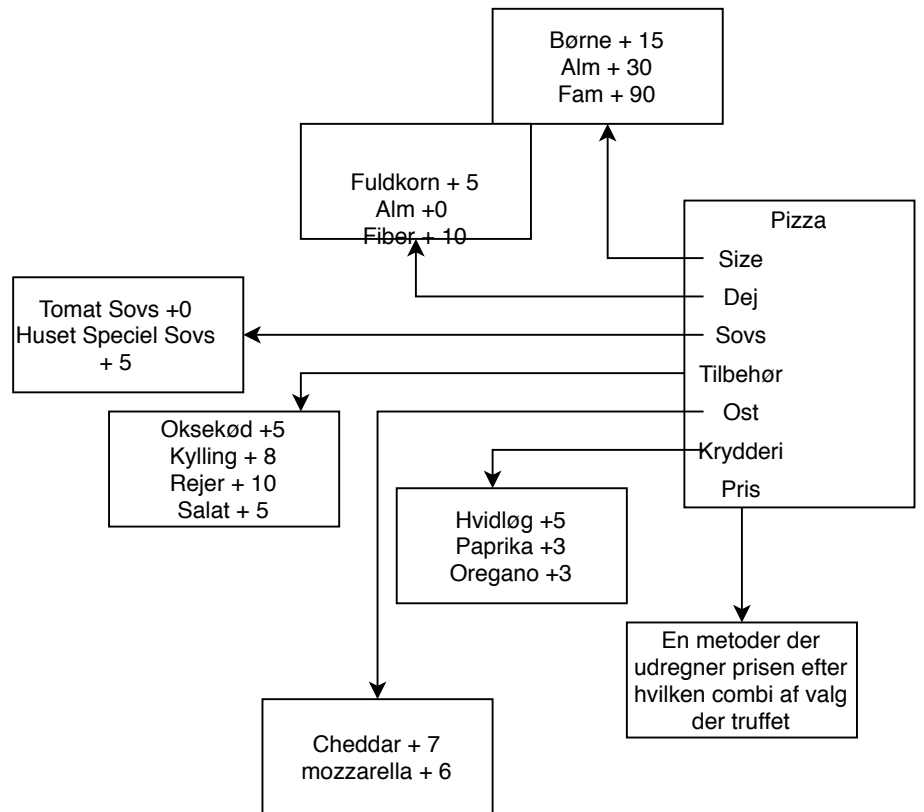 Børne + 15
Alm + 30
Fam + 90
Fuldkorn + 5
Alm +0
Fiber + 10
Pizza
Size
Dej
Sovs
Tilbehør
Ost
Krydderi
Pris
Tomat Sovs +0
Huset Speciel Sovs
+ 5
Oksekød +5
Kylling + 8
Rejer + 10
Salat + 5
Hvidløg +5
Paprika +3
Oregano +3
En metoder der
udregner prisen efter
hvilken combi af valg
der truffet
Cheddar + 7
mozzarella + 6